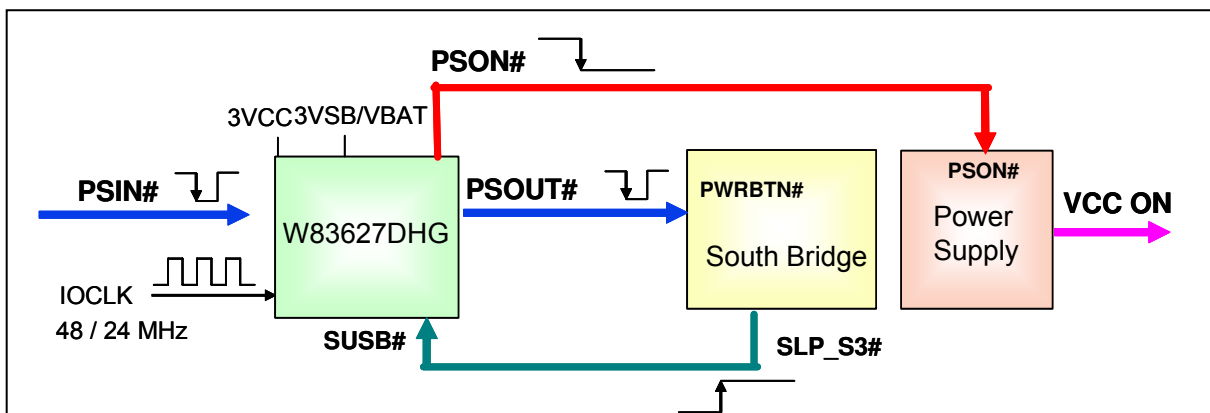 PSON#
3VCC
3VSB/VBAT
PSIN#
W83627DHG
PSOUT#
PWRBTN#
South Bridge
PSON#
Power
Supply
VCC ON
IOCLK
48 / 24 MHz
SUSB#
SLP_S3#